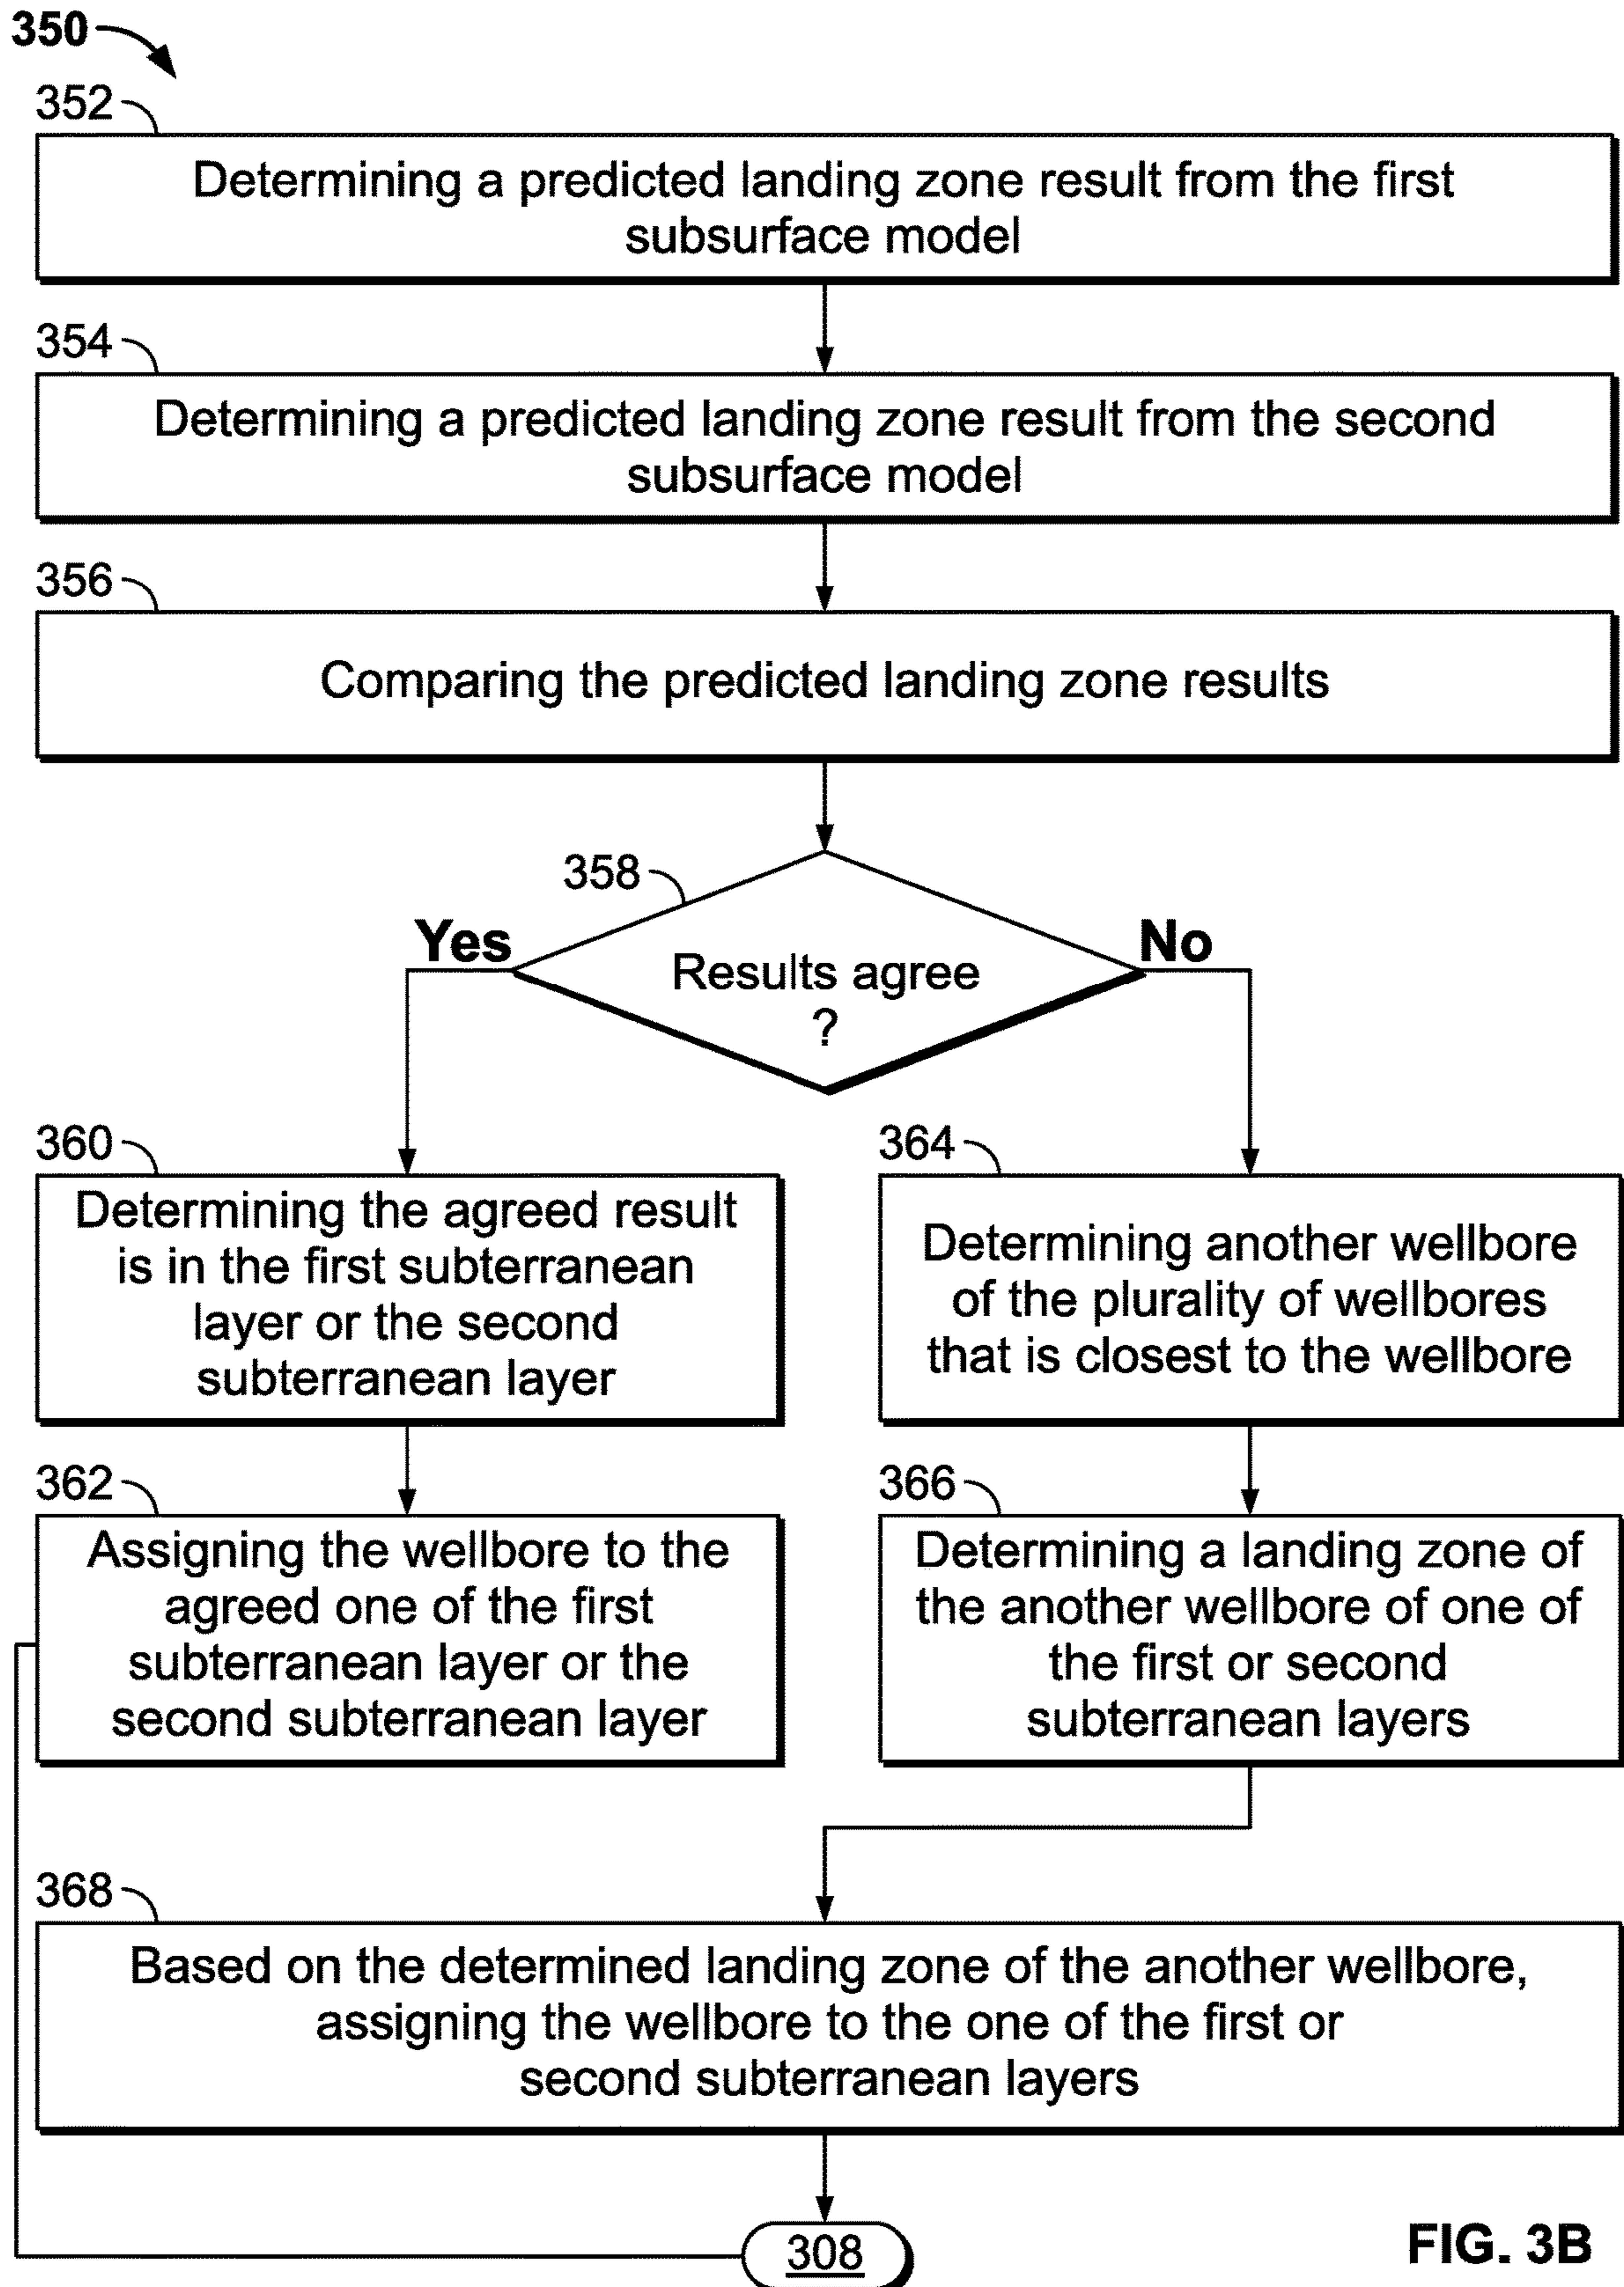 350
352
Determining a predicted landing zone result from the first
subsurface model
354
Determining a predicted landing zone result from the second
subsurface model
356
Comparing the predicted landing zone results
358
Yes
No
Results agree
?
360
Determining the agreed result
is in the first subterranean
layer or the second
subterranean layer
364
Determining another wellbore
of the plurality of wellbores
that is closest to the wellbore
362
Assigning the wellbore to the
agreed one of the first
subterranean layer or the
second subterranean layer
366
Determining a landing zone of
the another wellbore of one of
the first or second
subterranean layers
368
Based on the determined landing zone of the another wellbore,
assigning the wellbore to the one of the first or
second subterranean layers
308
FIG. 3B